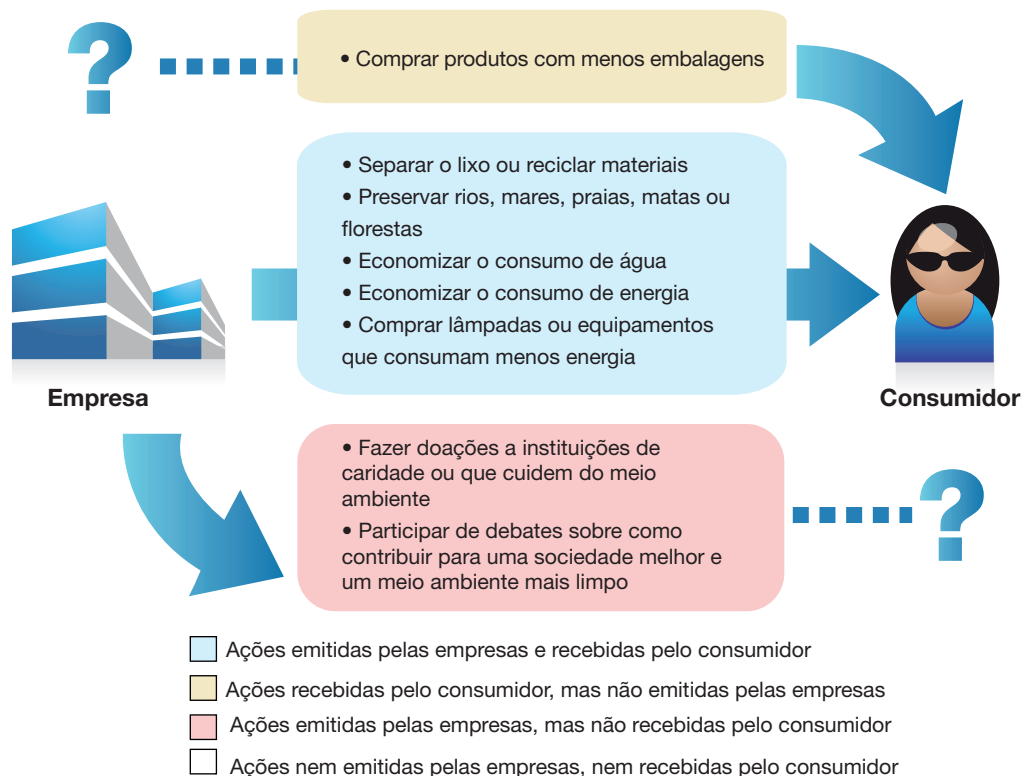 ?
• Comprar produtos com menos embalagens
• Separar o lixo ou reciclar materiais
• Preservar rios, mares, praias, matas ou
florestas
• Economizar o consumo de água
• Economizar o consumo de energia
• Comprar lâmpadas ou equipamentos
que consumam menos energia
Empresa
Consumidor
• Fazer doações a instituições de
caridade ou que cuidem do meio
ambiente
• Participar de debates sobre como
contribuir para uma sociedade melhor e
um meio ambiente mais limpo
?
Ações emitidas pelas empresas e recebidas pelo consumidor
Ações recebidas pelo consumidor, mas não emitidas pelas empresas
Ações emitidas pelas empresas, mas não recebidas pelo consumidor
Ações nem emitidas pelas empresas, nem recebidas pelo consumidor